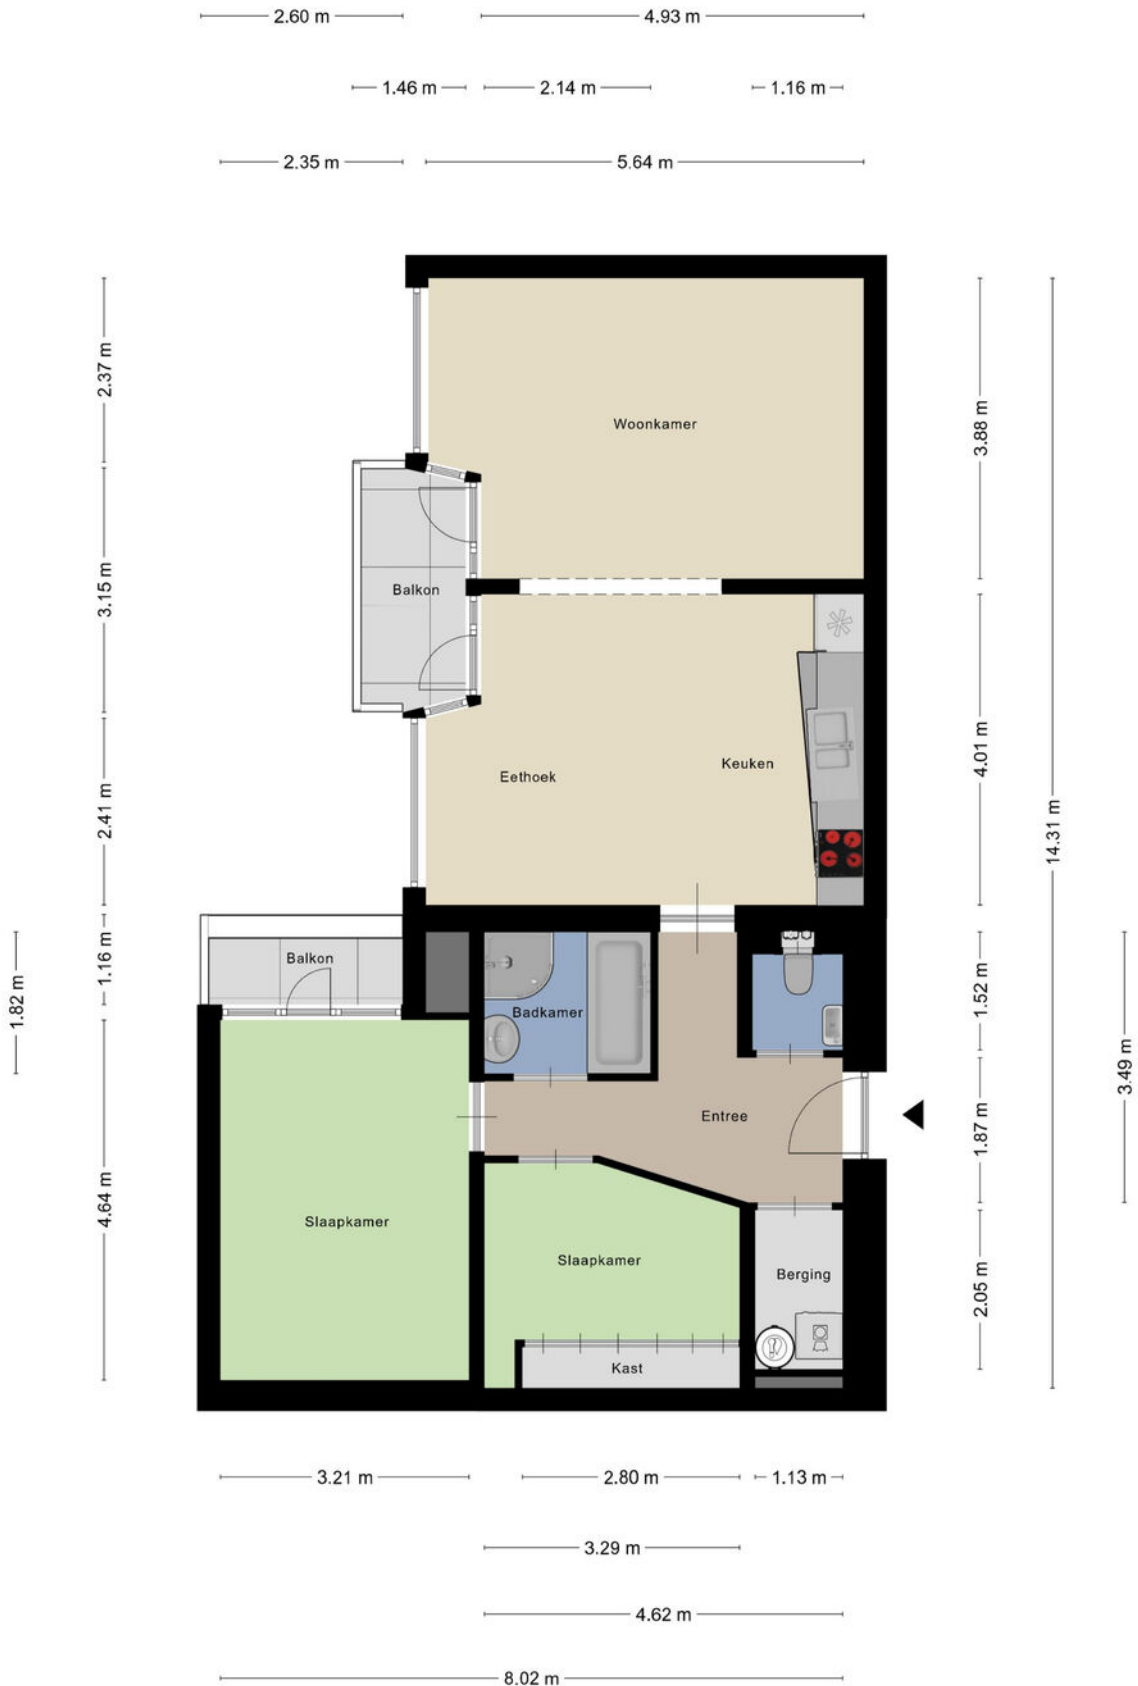 2.60 m
4.93 m
1.46 m
2.14 m
1.16 m
2.35 m
5.64 m
2.37 m
3.88 m
14.31 m
Woonkamer
3.15 m
Balkon
4.01 m
Keuken
Eethoek
2.41 m
1.16 m
1.82 m
Balkon
Badkamer
1.52 m
3.49 m
Entree
1.87 m
4.64 m
Slaapkamer
Slaapkamer
Berging
2.05 m
Kast
3.21 m
2.80 m
1.13 m
3.29 m
4.62 m
8.02 m